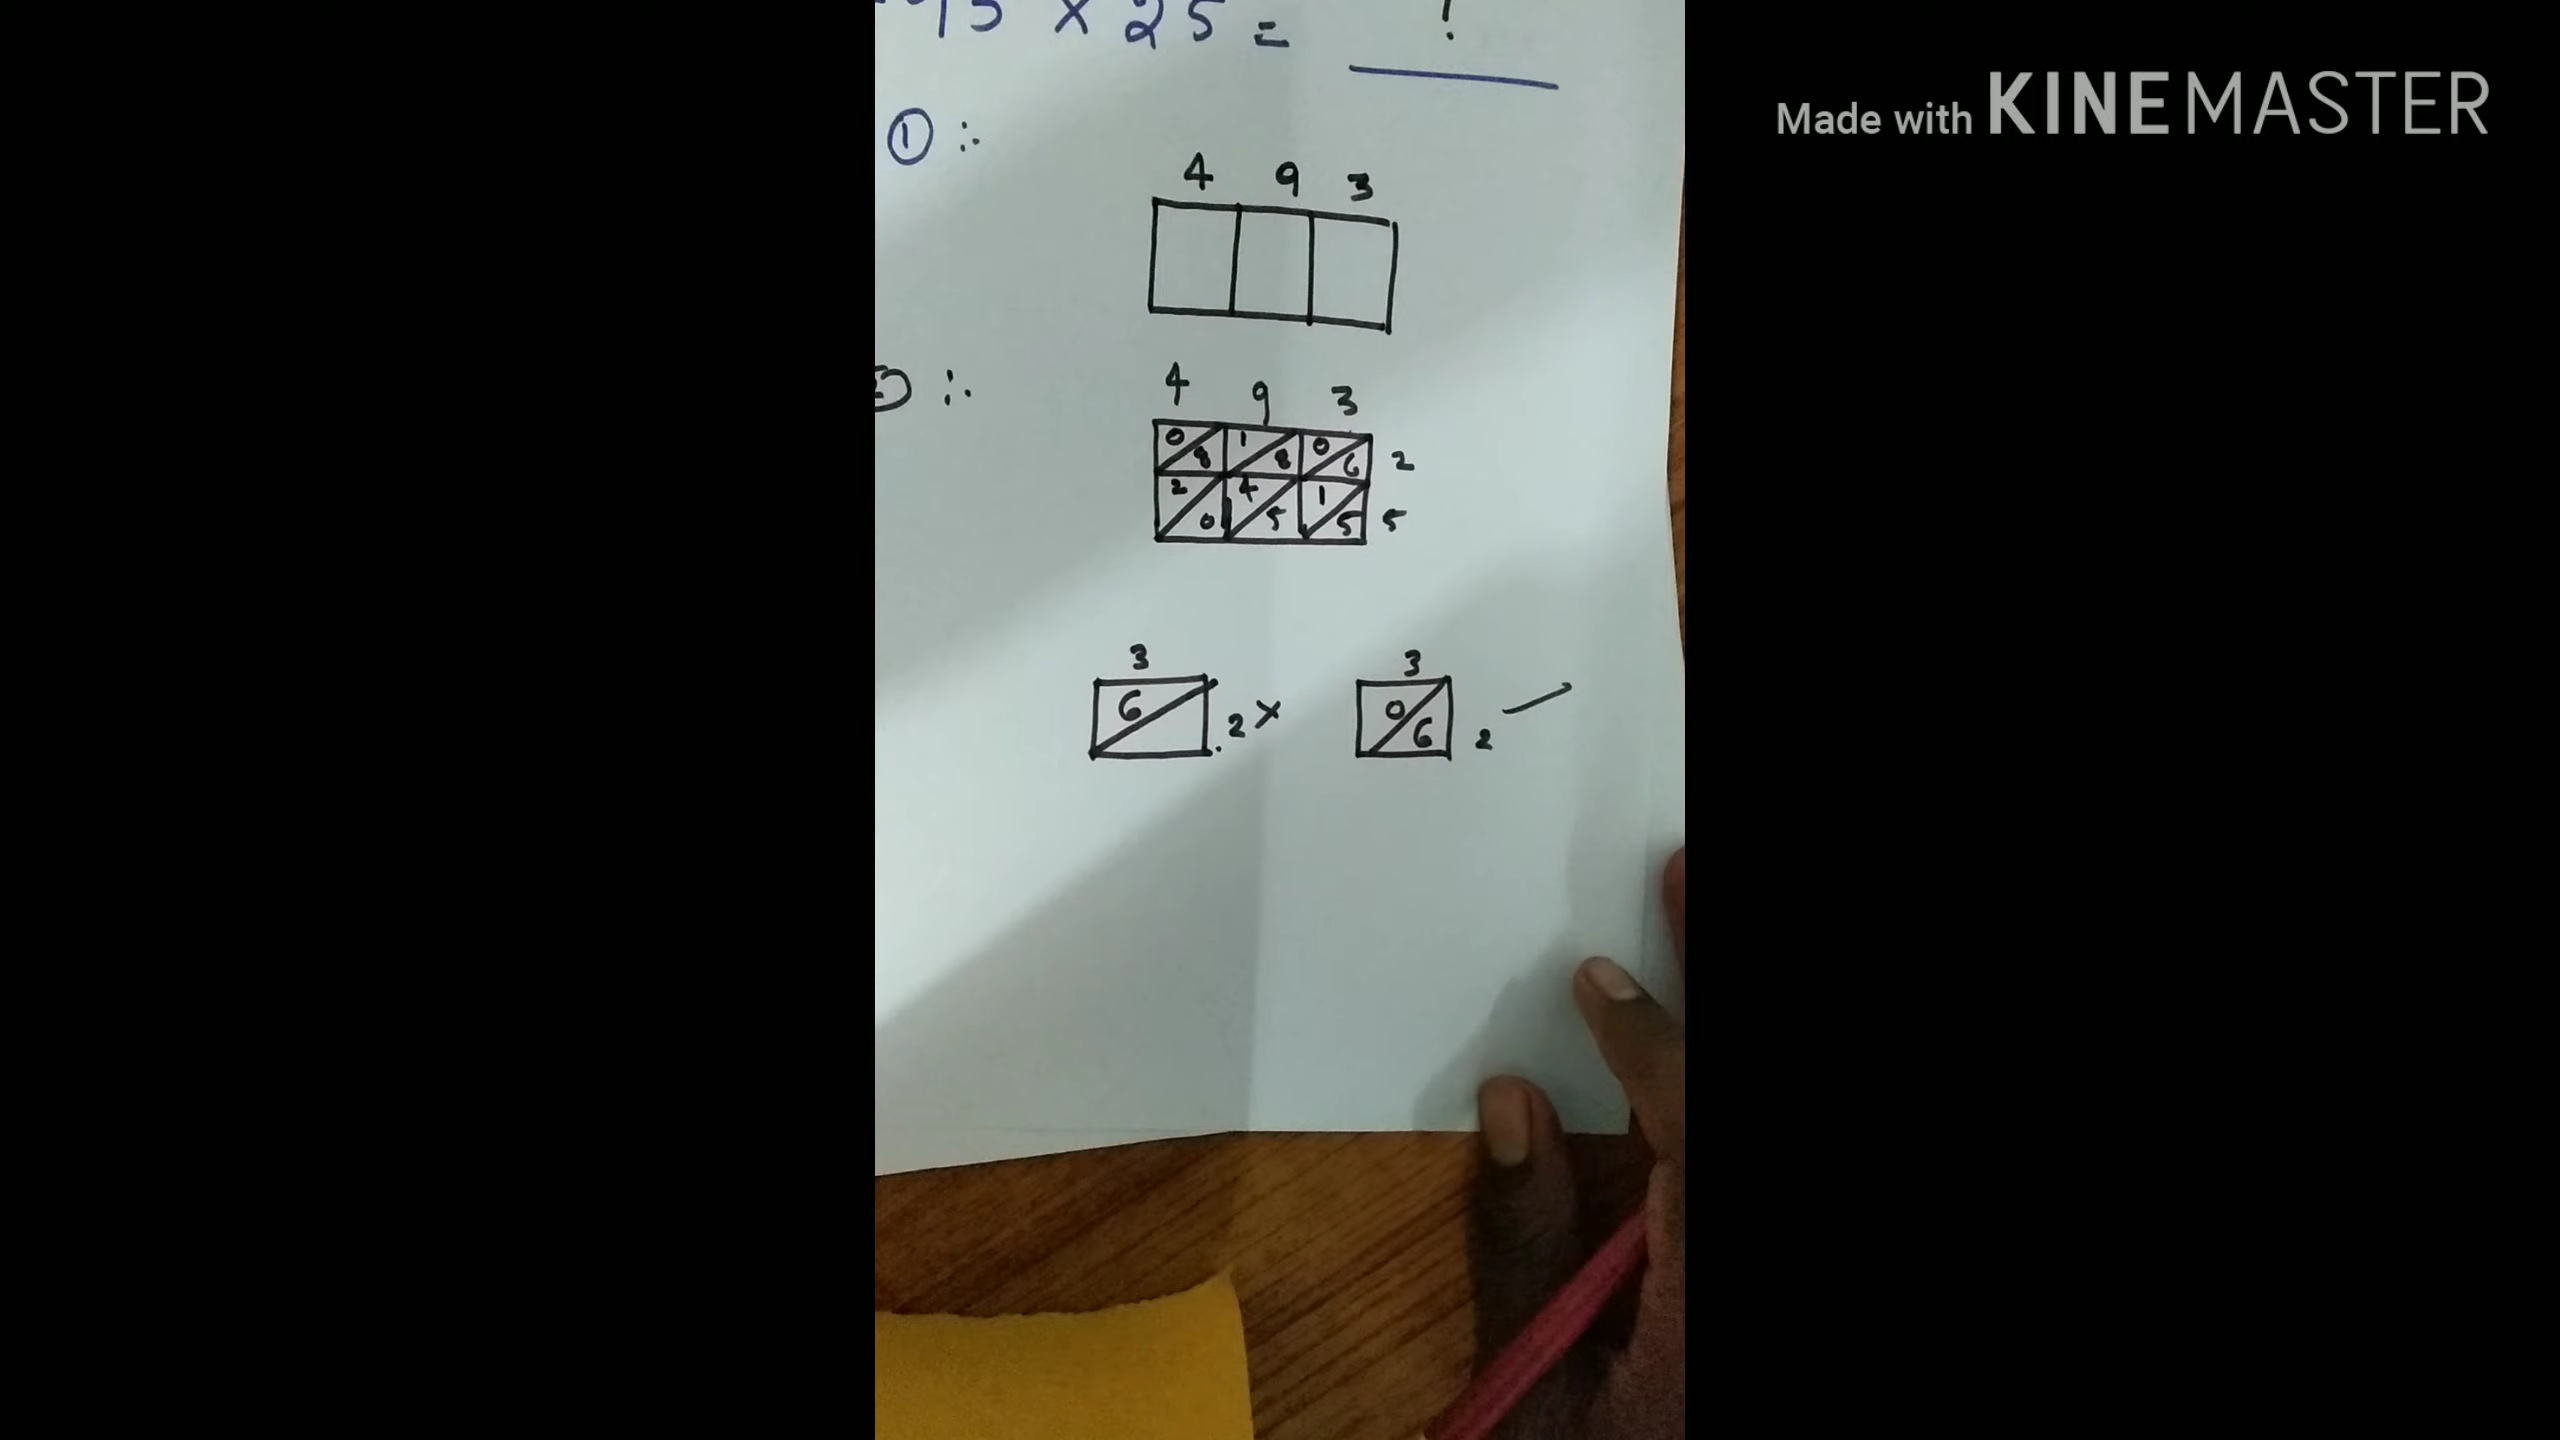 Made with KINEMASTER
93 x 25 = ?
① :-
4 9 3
② :-
4 9 3
0 8 1 8 0 6 2
2 0 4 5 1 5 5
3 3
6 2 x 0 6 2